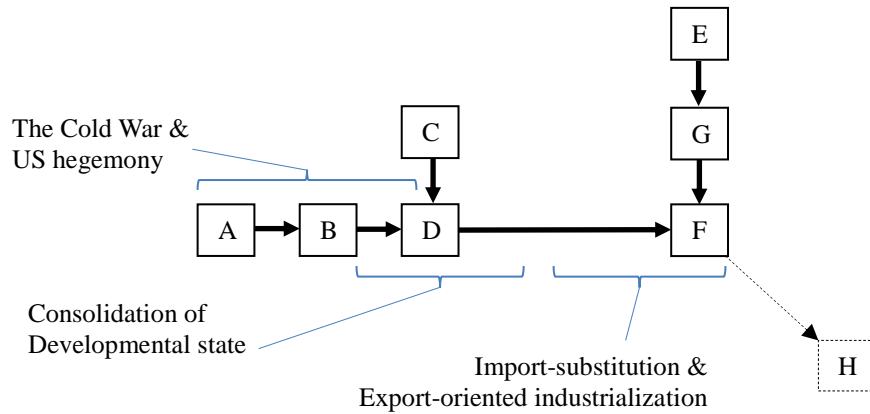 E
The Cold War &
US hegemony
C
G
A
B
D
F
Consolidation of
Developmental state
Import-substitution &
Export-oriented industrialization
H